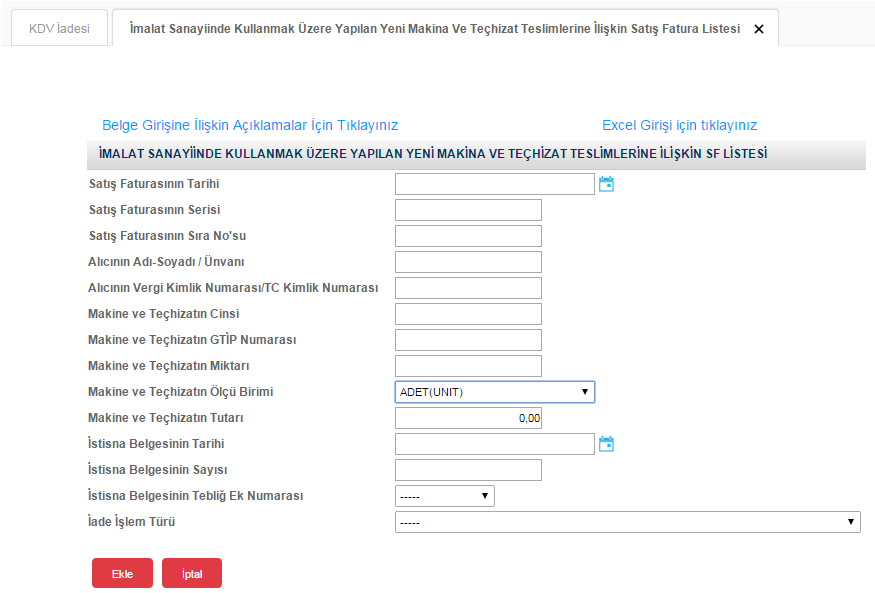 KDV İadesi
İmalat Sanayiinde Kullanmak Üzere Yapılan Yeni Makina Ve Teçhizat Teslimlerine İlişkin Satış Fatura Listesi
Belge Girişine İlişkin Açıklamalar İçin Tıklayınız
Excel Girişi için tıklayınız
İMALAT SANAYİİNDE KULLANMAK ÜZERE YAPILAN YENİ MAKİNA VE TEÇHİZAT TESLİMLERİNE İLİŞKİN SF LİSTESİ
Satış Faturasının Tarihi
Satış Faturasının Serisi
Satış Faturasının Sıra No'su
Alıcının Adı-Soyadı / Ünvanı
Alıcının Vergi Kimlik Numarası/TC Kimlik Numarası
Makine ve Teçhizatın Cinsi
Makine ve Teçhizatın GTİP Numarası
Makine ve Teçhizatın Miktarı
Makine ve Teçhizatın Ölçü Birimi ADET(UNIT)
Makine ve Teçhizatın Tutarı 0,00
İstisna Belgesinin Tarihi
İstisna Belgesinin Sayısı
İstisna Belgesinin Tebliğ Ek Numarası -----
İade İşlem Türü -----
Ekle İptal